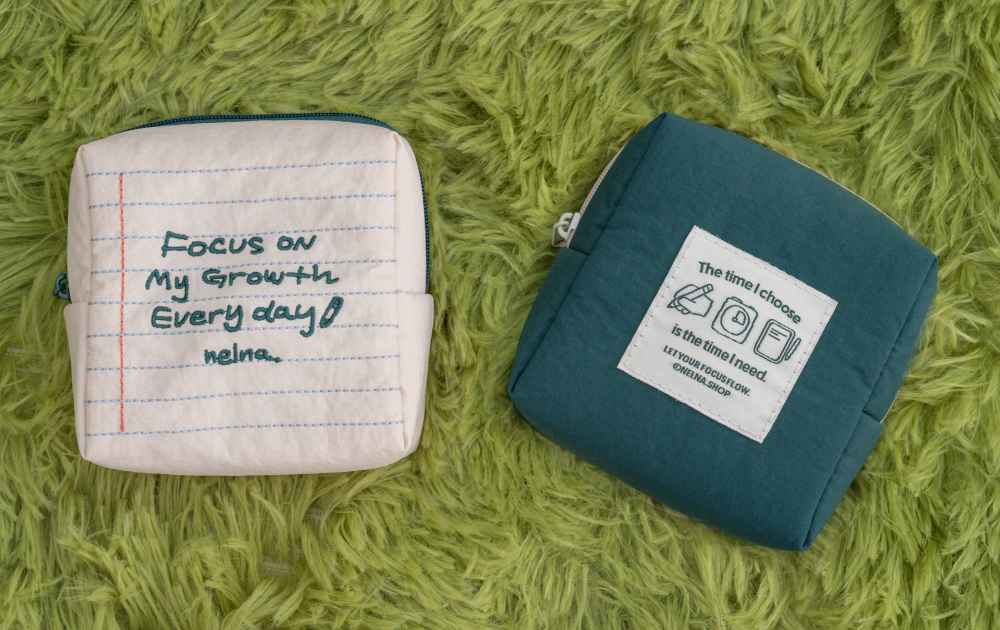 Focus on
My Growth
Every day
nelna.
The time I choose
is the time I need.
LET YOUR FOCUS FLOW.
@NELNA.SHOP